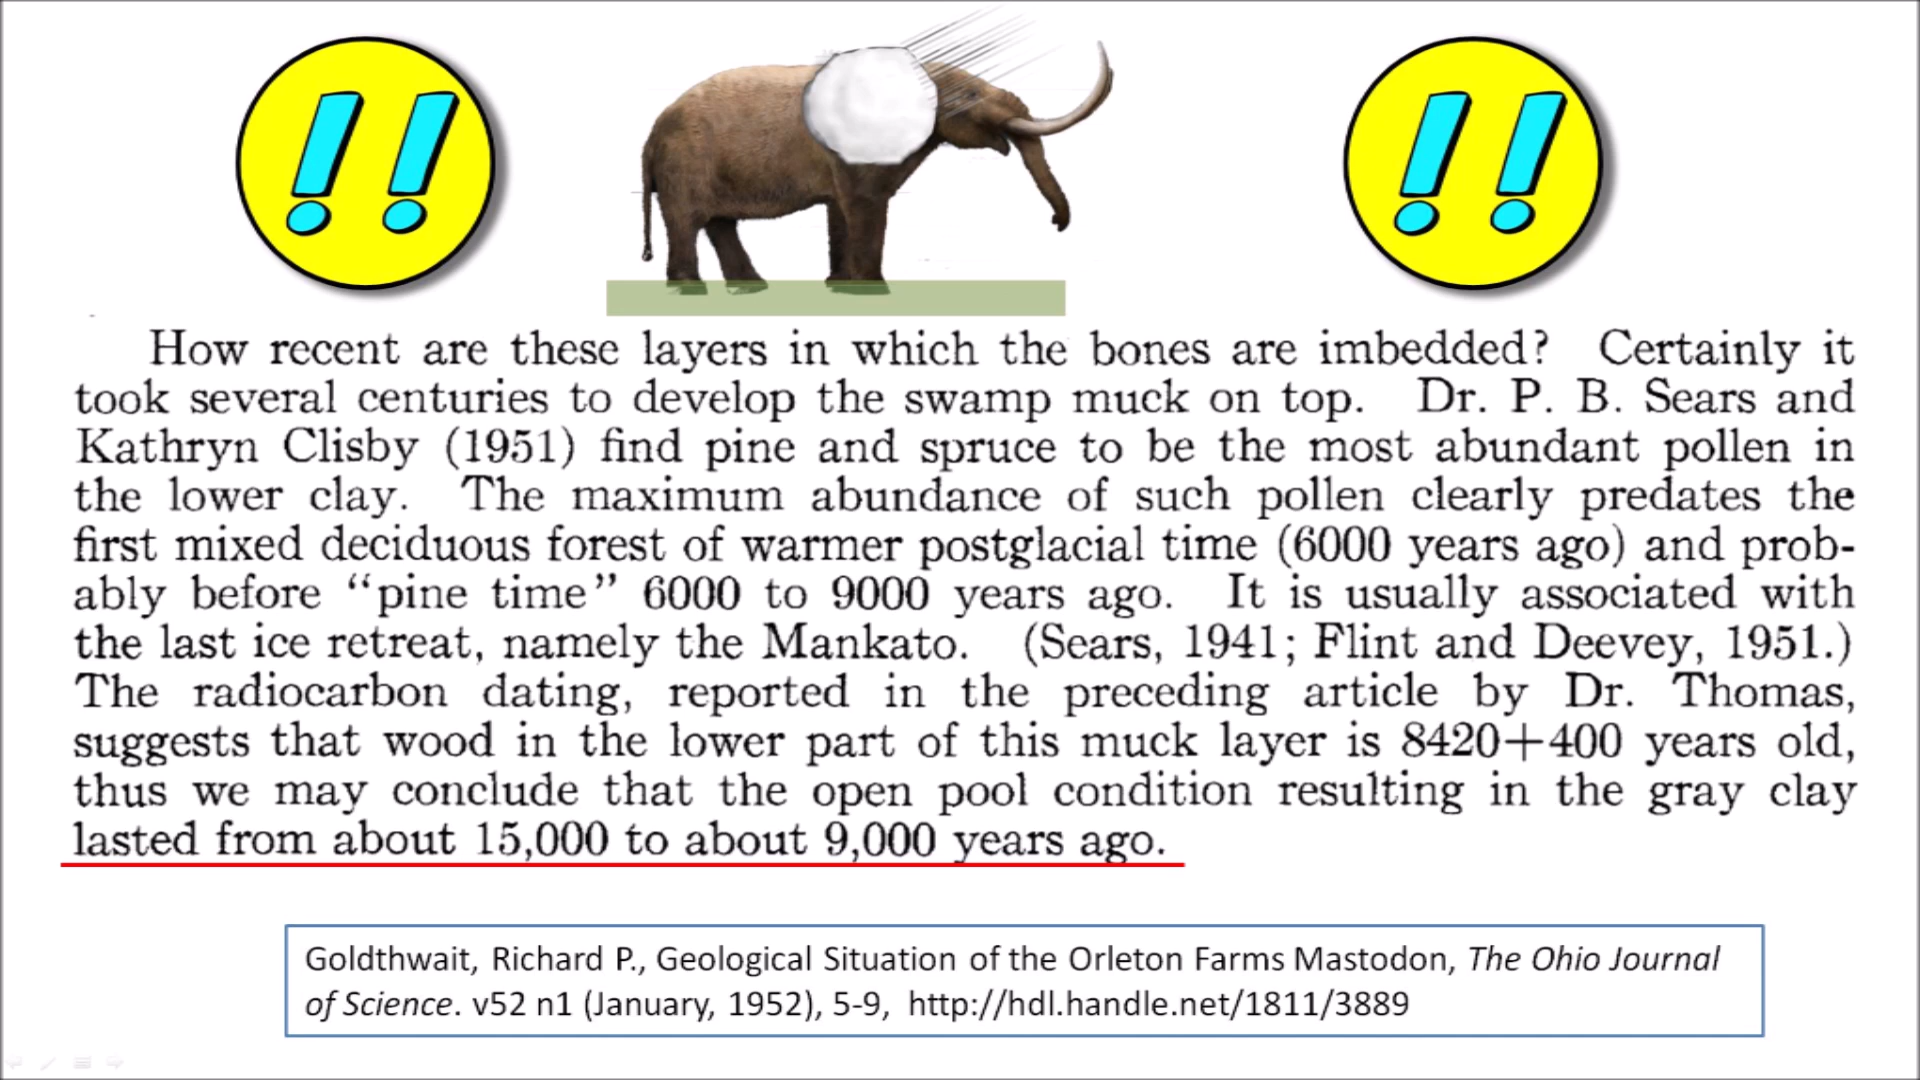 !! !!
How recent are these layers in which the bones are imbedded? Certainly it
took several centuries to develop the swamp muck on top. Dr. P. B. Sears and
Kathryn Clisby (1951) find pine and spruce to be the most abundant pollen in
the lower clay. The maximum abundance of such pollen clearly predates the
first mixed deciduous forest of warmer postglacial time (6000 years ago) and prob-
ably before “pine time” 6000 to 9000 years ago. It is usually associated with
the last ice retreat, namely the Mankato. (Sears, 1941; Flint and Deevey, 1951.)
The radiocarbon dating, reported in the preceding article by Dr. Thomas,
suggests that wood in the lower part of this muck layer is 8420+400 years old,
thus we may conclude that the open pool condition resulting in the gray clay
lasted from about 15,000 to about 9,000 years ago.
Goldthwait, Richard P., Geological Situation of the Orleton Farms Mastodon, The Ohio Journal
of Science. v52 n1 (January, 1952), 5-9, http://hdl.handle.net/1811/3889